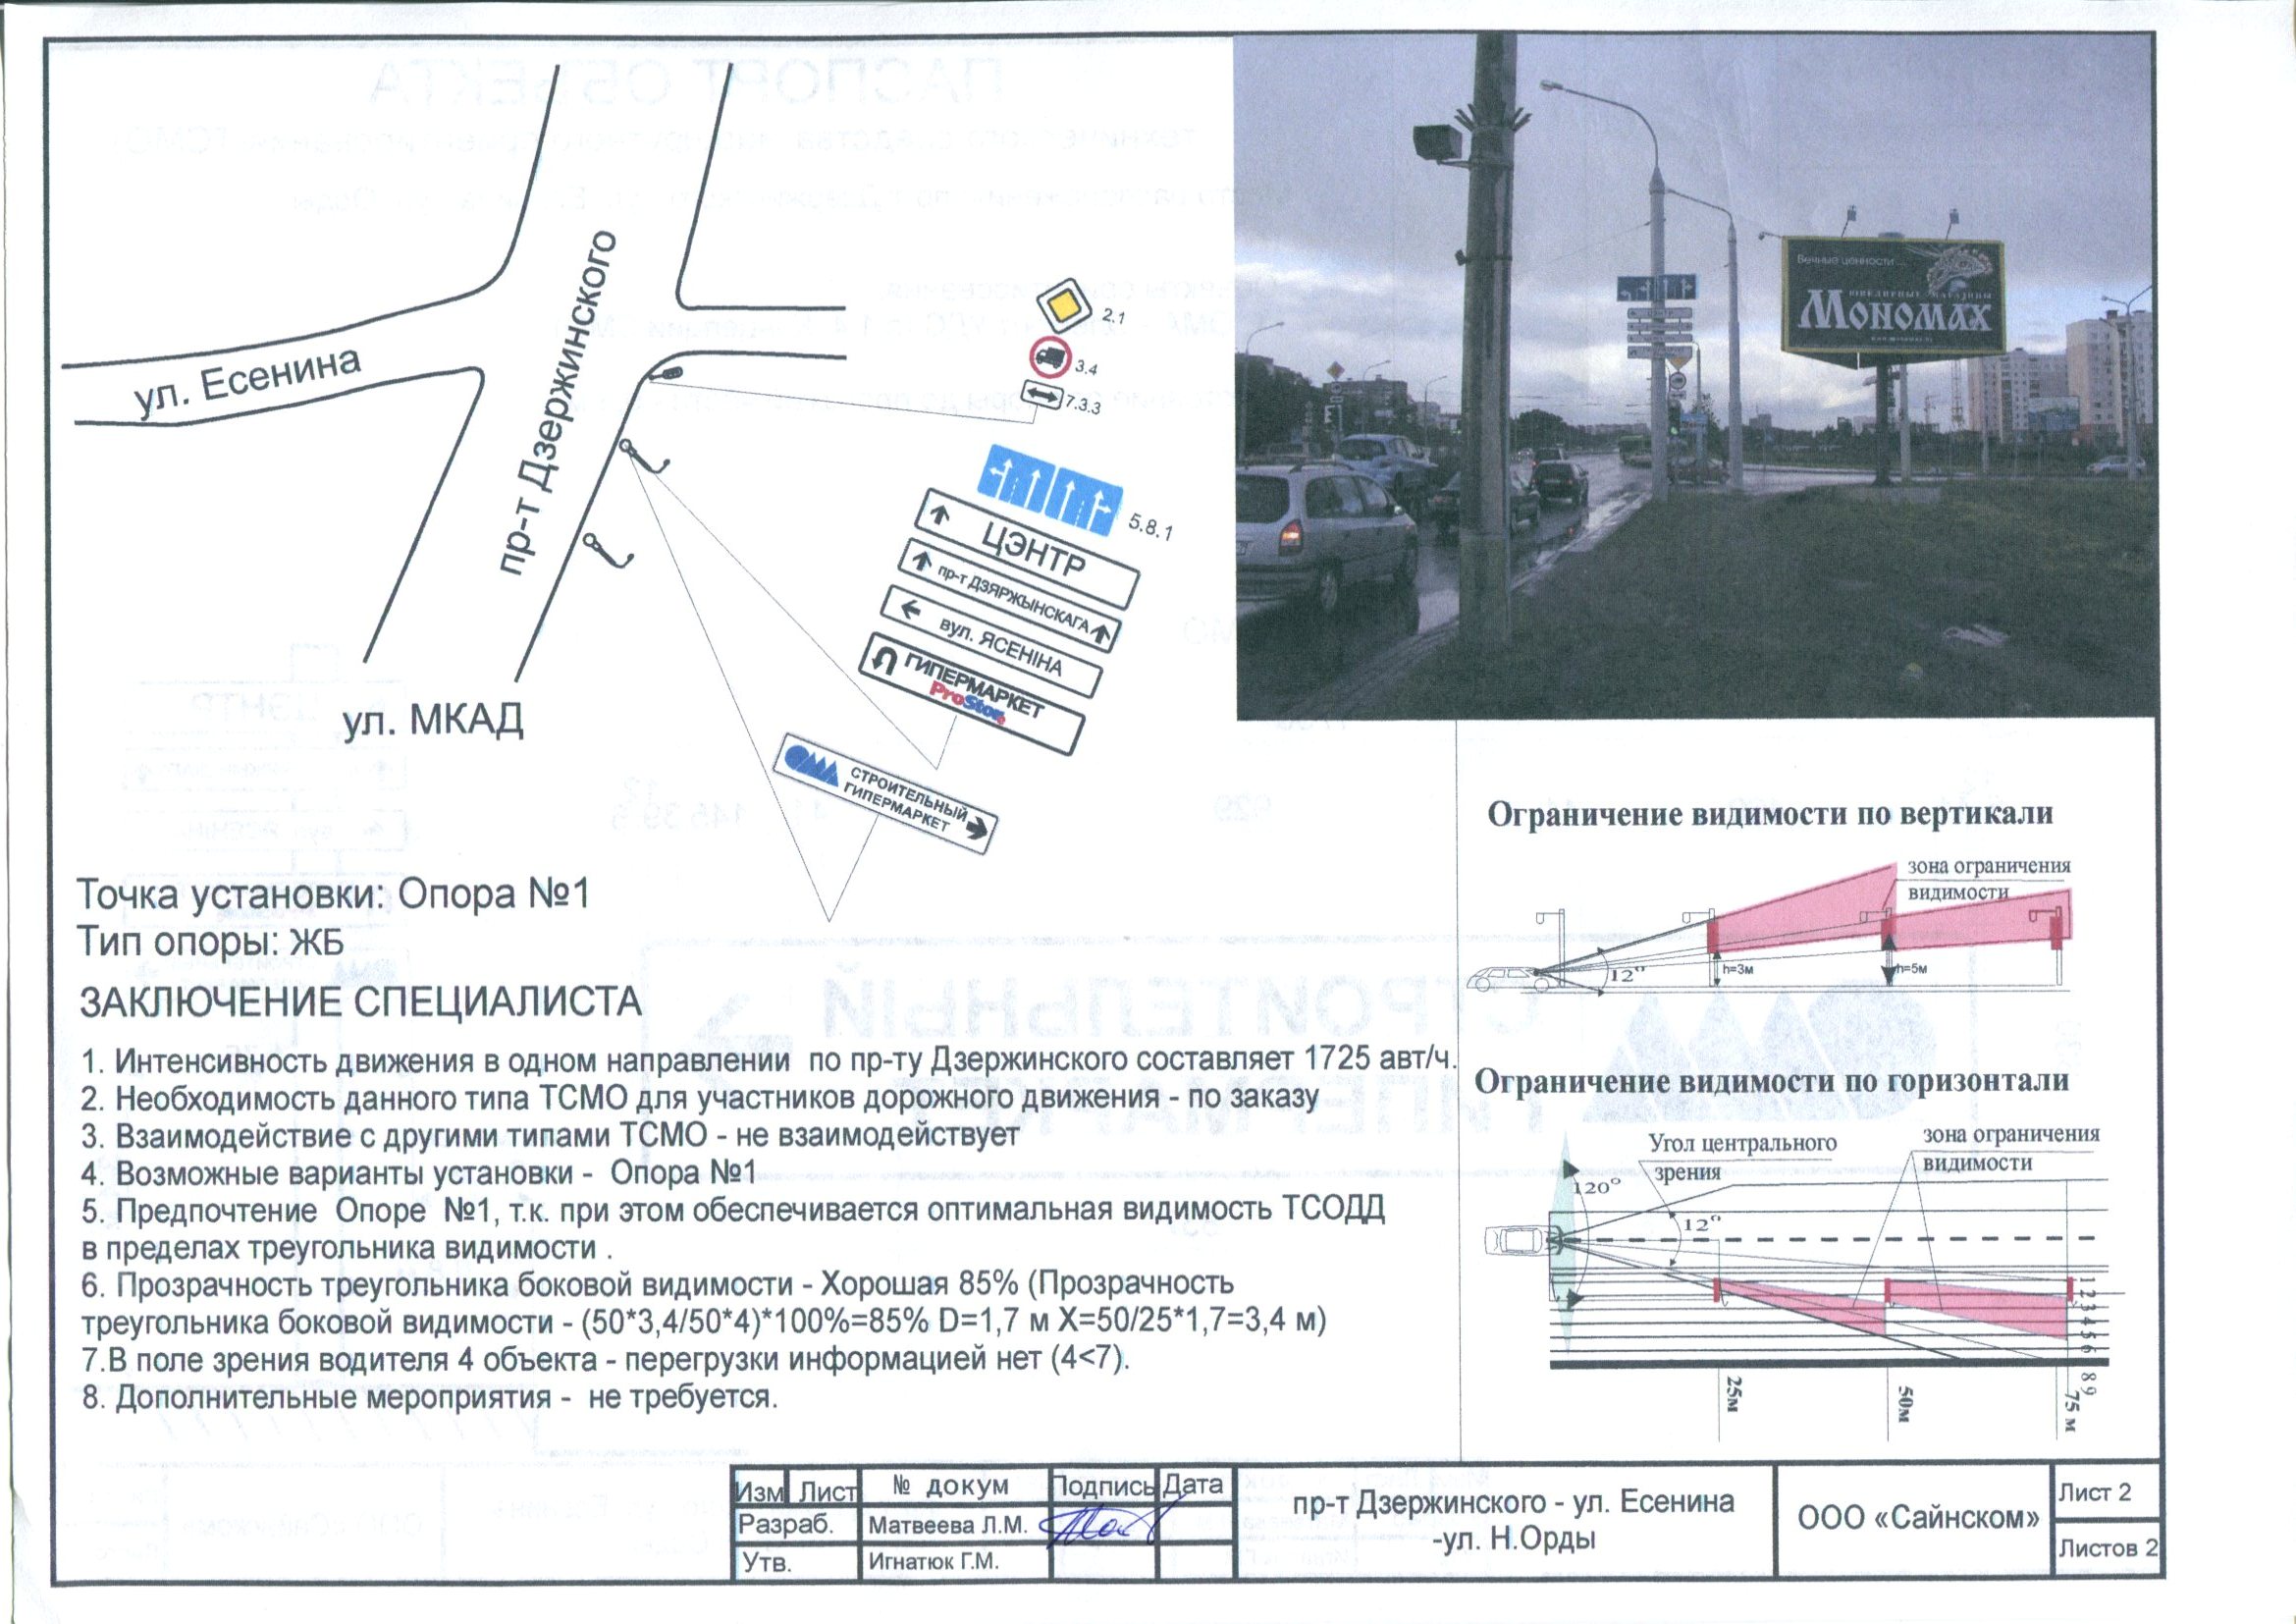 ул. Есенина
пр-т Дзержинского
ул. МКАД
2.1
3.4
7.3.3
5.8.1
ЦЭНТР
пр-т ДЗЯРЖЫНСКАГА
вул. ЯСЕНІНА
ГИПЕРМАРКЕТ
ProStore
ОМА СТРОИТЕЛЬНЫЙ
ГИПЕРМАРКЕТ
Вечные ценности...
ЮВЕЛИРНЫЕ МАГАЗИНЫ
МОНОМАХ
Точка установки: Опора №1
Тип опоры: ЖБ
ЗАКЛЮЧЕНИЕ СПЕЦИАЛИСТА
1. Интенсивность движения в одном направлении по пр-ту Дзержинского составляет 1725 авт/ч.
2. Необходимость данного типа ТСМО для участников дорожного движения - по заказу
3. Взаимодействие с другими типами ТСМО - не взаимодействует
4. Возможные варианты установки - Опора №1
5. Предпочтение Опоре №1, т.к. при этом обеспечивается оптимальная видимость ТСОДД
в пределах треугольника видимости .
6. Прозрачность треугольника боковой видимости - Хорошая 85% (Прозрачность
треугольника боковой видимости - (50*3,4/50*4)*100%=85% D=1,7 м X=50/25*1,7=3,4 м)
7.В поле зрения водителя 4 объекта - перегрузки информацией нет (4<7).
8. Дополнительные мероприятия - не требуется.
Ограничение видимости по вертикали
зона ограничения
видимости
12°
h=3м
h=5м
Ограничение видимости по горизонтали
Угол центрального
зрения
зона ограничения
видимости
120°
12°
1 2 3 4 5 6 8 9
25м
50м
75 м
Изм Лист № докум Подпись Дата
Разраб. Матвеева Л.М.
Утв. Игнатюк Г.М.
пр-т Дзержинского - ул. Есенина
-ул. Н.Орды
ООО «Сайнском»
Лист 2
Листов 2